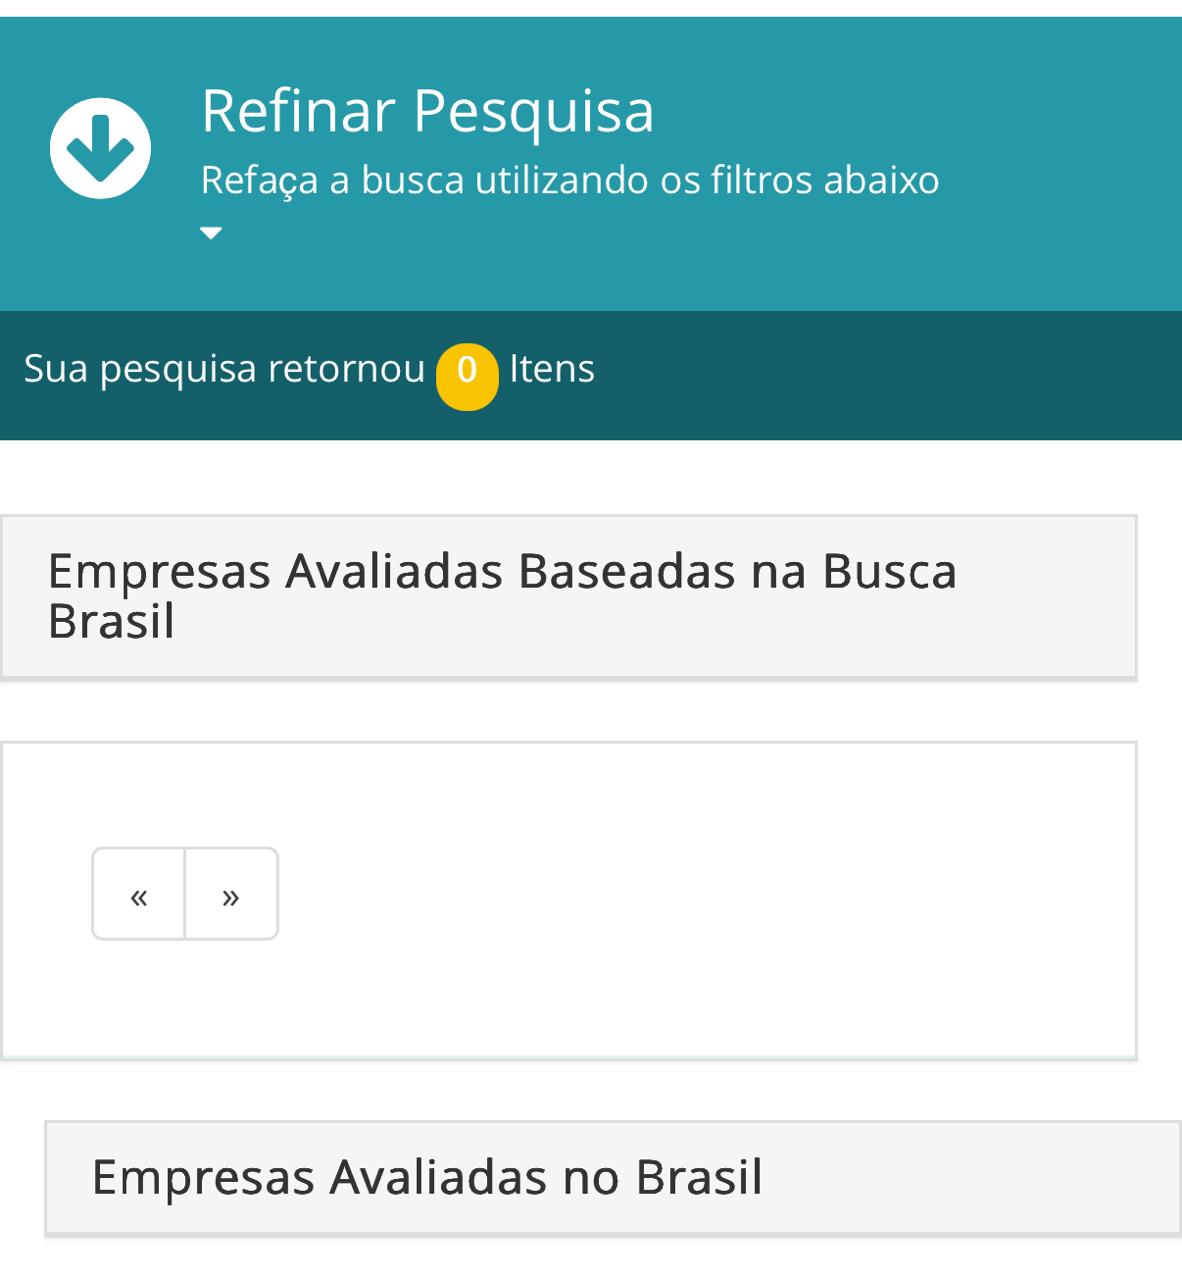 Refinar Pesquisa
Refaça a busca utilizando os filtros abaixo
Sua pesquisa retornou 0 Itens
Empresas Avaliadas Baseadas na Busca
Brasil
« »
Empresas Avaliadas no Brasil